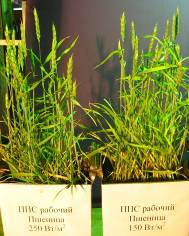 ППС рабочий
Пшеница
250 Вт/м²
ППС рабочий
Пшеница
150 Вт/м²